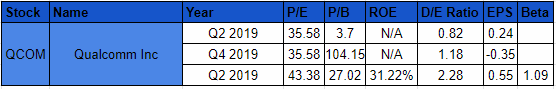 Stock Name Year P/E P/B ROE D/E Ratio EPS Beta
Q2 2019 35.58 3.7 N/A 0.82 0.24
QCOM Qualcomm Inc Q4 2019 35.58 104.15 N/A 1.18 -0.35
Q2 2019 43.38 27.02 31.22% 2.28 0.55 1.09